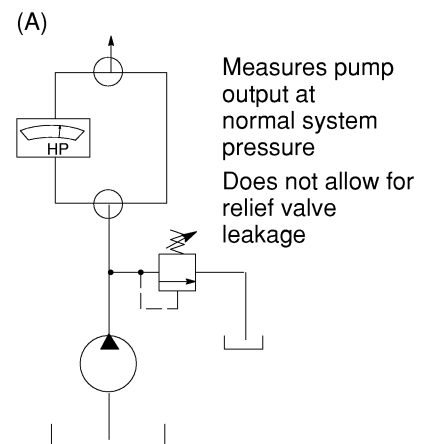 (A)
Measures pump
output at
normal system
pressure
Does not allow for
relief valve
leakage
HP